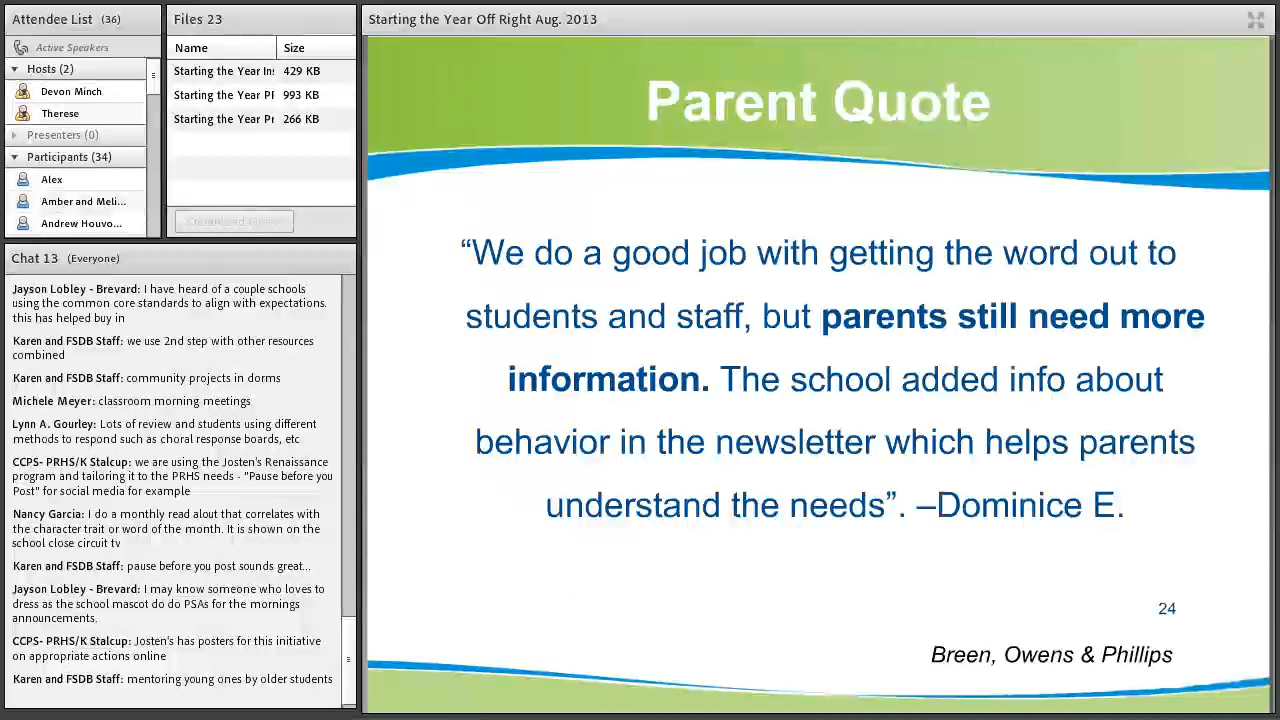 Attendee List (36)
Active Speakers
Hosts (2)
Devon Minch
Therese
Presenters (0)
Participants (34)
Alex
Amber and Meli...
Andrew Houvo...
Files 23
Name Size
Starting the Year Ins 429 KB
Starting the Year PI 993 KB
Starting the Year Pr 266 KB
Chat 13 (Everyone)
Jayson Lobley - Brevard: I have heard of a couple schools
using the common core standards to align with expectations.
this has helped buy in
Karen and FSDB Staff: we use 2nd step with other resources
combined
Karen and FSDB Staff: community projects in dorms
Michele Meyer: classroom morning meetings
Lynn A. Gourley: Lots of review and students using different
methods to respond such as choral response boards, etc
CCPS- PRHS/K Stalcup: we are using the Josten's Renaissance
program and tailoring it to the PRHS needs - "Pause before you
Post" for social media for example
Nancy Garcia: I do a monthly read alout that correlates with
the character trait or word of the month. It is shown on the
school close circuit tv
Karen and FSDB Staff: pause before you post sounds great...
Jayson Lobley - Brevard: I may know someone who loves to
dress as the school mascot do do PSAs for the mornings
announcements.
CCPS- PRHS/K Stalcup: Josten's has posters for this initiative
on appropriate actions online
Karen and FSDB Staff: mentoring young ones by older students
Starting the Year Off Right Aug. 2013
Parent Quote
“We do a good job with getting the word out to
students and staff, but parents still need more
information. The school added info about
behavior in the newsletter which helps parents
understand the needs”. –Dominice E.
24
Breen, Owens & Phillips